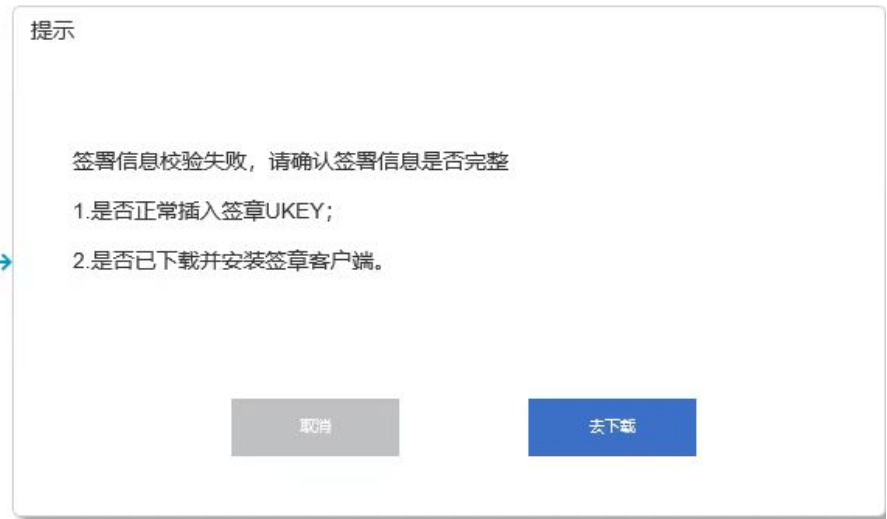 提示
签署信息校验失败，请确认签署信息是否完整
1.是否正常插入签章UKEY；
2.是否已下载并安装签章客户端。
取消
去下载